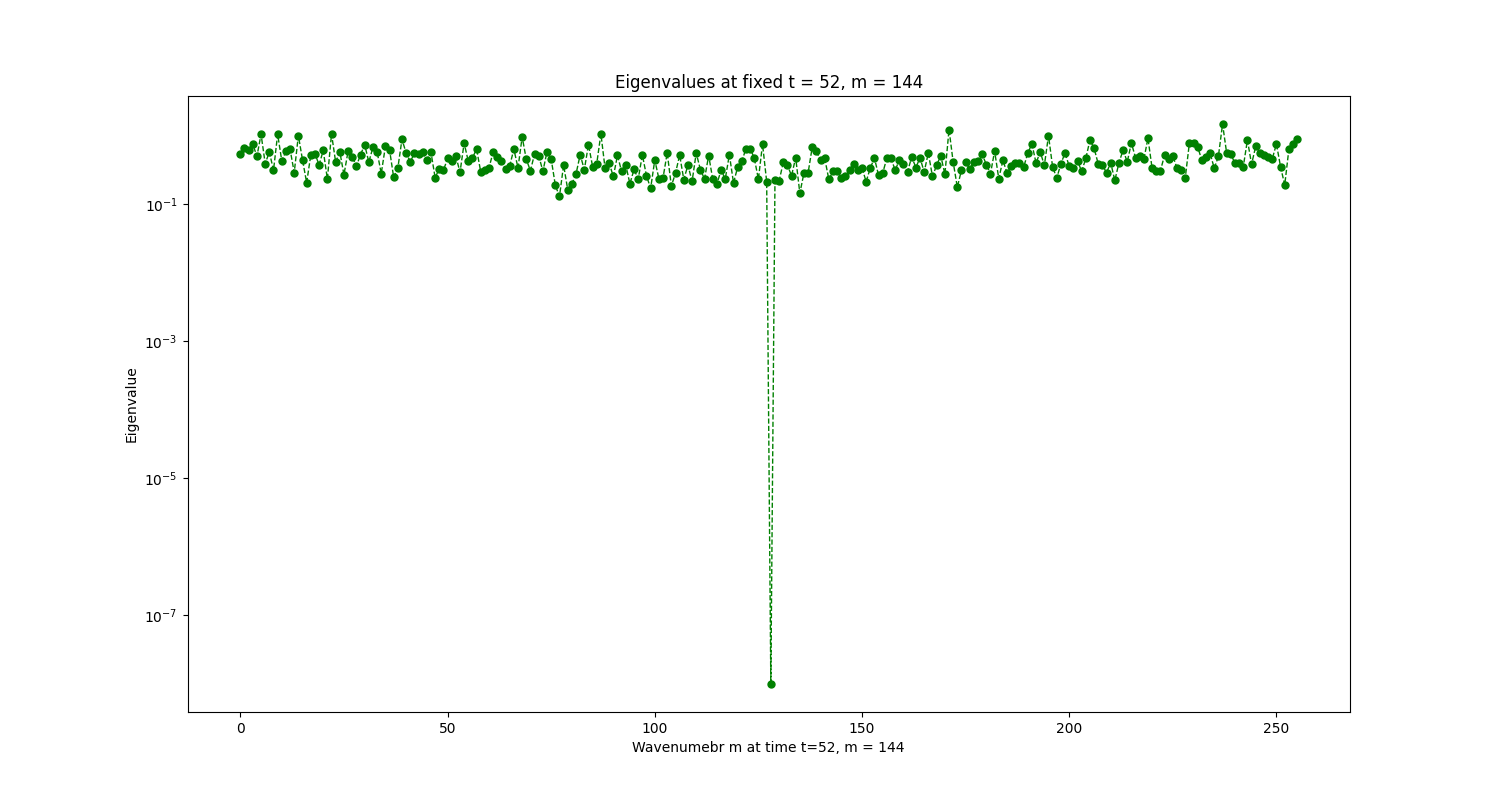 Eigenvalues at fixed t = 52, m = 144
Eigenvalue
10⁻¹
10⁻³
10⁻⁵
10⁻⁷
0 50 100 150 200 250
Wavenumebr m at time t=52, m = 144